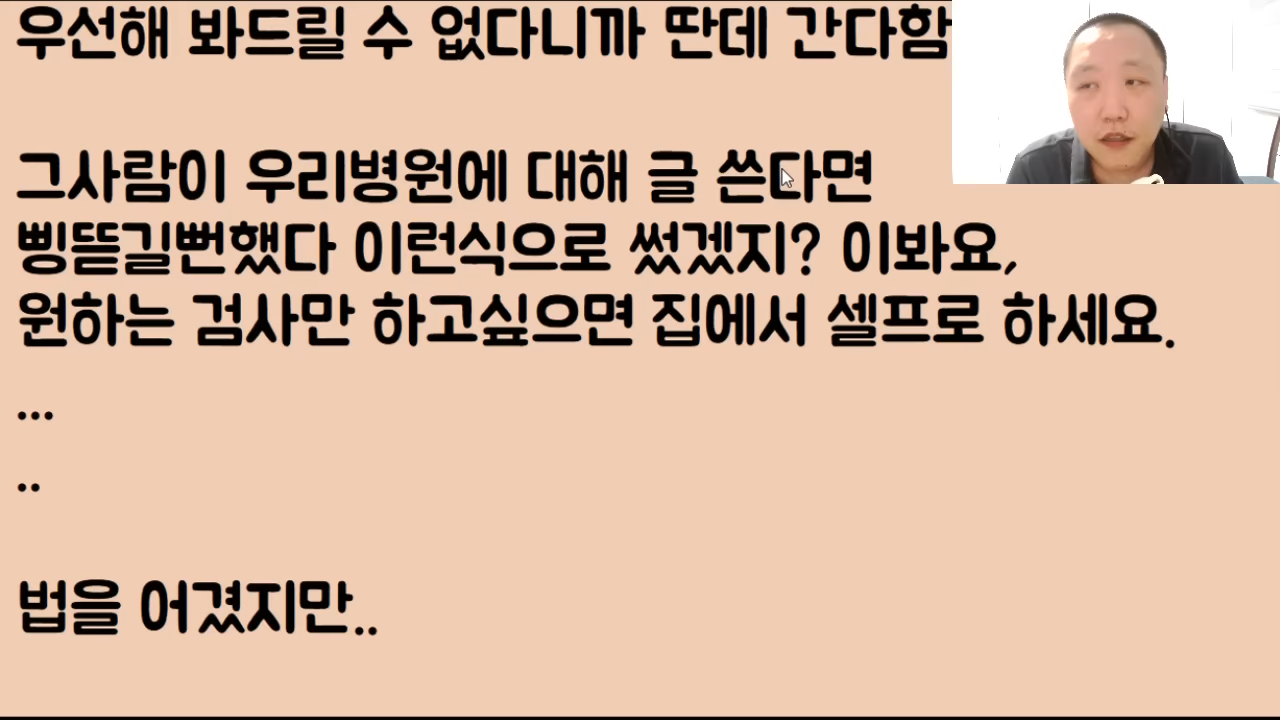 우선해 봐드릴 수 없다니까 딴데 간다함
그사람이 우리병원에 대해 글 쓴다면
삥뜯길뻔했다 이런식으로 썼겠지? 이봐요,
원하는 검사만 하고싶으면 집에서 셀프로 하세요.
...
..
법을 어겼지만..